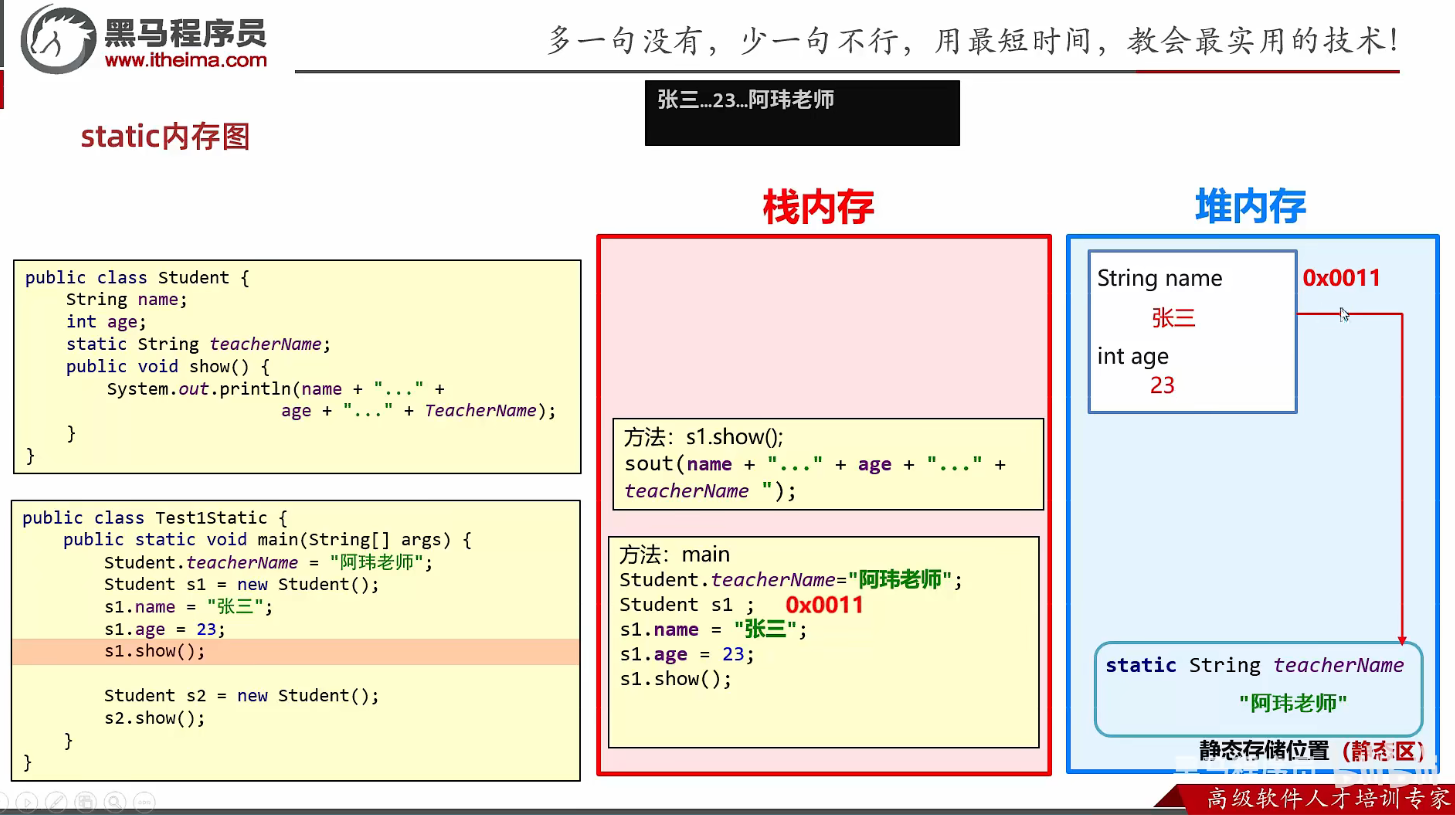 黑马程序员
www.itheima.com
多一句没有，少一句不行，用最短时间，教会最实用的技术!
张三...23...阿玮老师
static内存图
栈内存
堆内存
public class Student {
String name;
int age;
static String teacherName;
public void show() {
System.out.println(name + "..." +
age + "..." + TeacherName);
}
}
public class Test1Static {
public static void main(String[] args) {
Student.teacherName = "阿玮老师";
Student s1 = new Student();
s1.name = "张三";
s1.age = 23;
s1.show();
Student s2 = new Student();
s2.show();
}
}
方法：s1.show();
sout(name + "..." + age + "..." +
teacherName ");
方法：main
Student.teacherName="阿玮老师";
Student s1 ; 0x0011
s1.name = "张三";
s1.age = 23;
s1.show();
String name
0x0011
张三
int age
23
static String teacherName
"阿玮老师"
静态存储位置（静态区）
高级软件人才培训专家